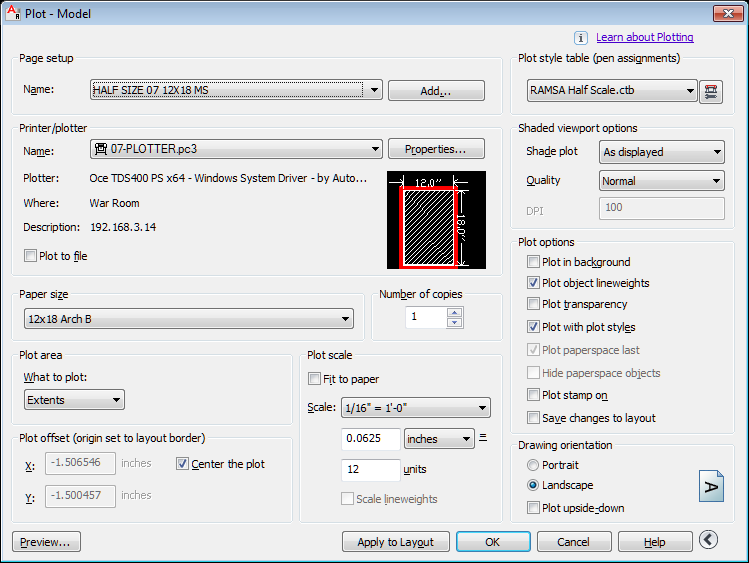 Plot - Model
Learn about Plotting
Page setup
Name:
HALF SIZE 07 12X18 MS
Add...
Printer/plotter
Name:
07-PLOTTER.pc3
Properties...
Plotter:
Oce TDS400 PS x64 - Windows System Driver - by Auto...
Where:
War Room
Description:
192.168.3.14
Plot to file
12.0''
18.0''
Paper size
12x18 Arch B
Number of copies
1
Plot area
What to plot:
Extents
Plot offset (origin set to layout border)
X:
-1.506546
inches
Center the plot
Y:
-1.500457
inches
Plot scale
Fit to paper
Scale:
1/16" = 1'-0"
0.0625
inches
=
12
units
Scale lineweights
Plot style table (pen assignments)
RAMSA Half Scale.ctb
Shaded viewport options
Shade plot
As displayed
Quality
Normal
DPI
100
Plot options
Plot in background
Plot object lineweights
Plot transparency
Plot with plot styles
Plot paperspace last
Hide paperspace objects
Plot stamp on
Save changes to layout
Drawing orientation
Portrait
Landscape
Plot upside-down
A
Preview...
Apply to Layout
OK
Cancel
Help